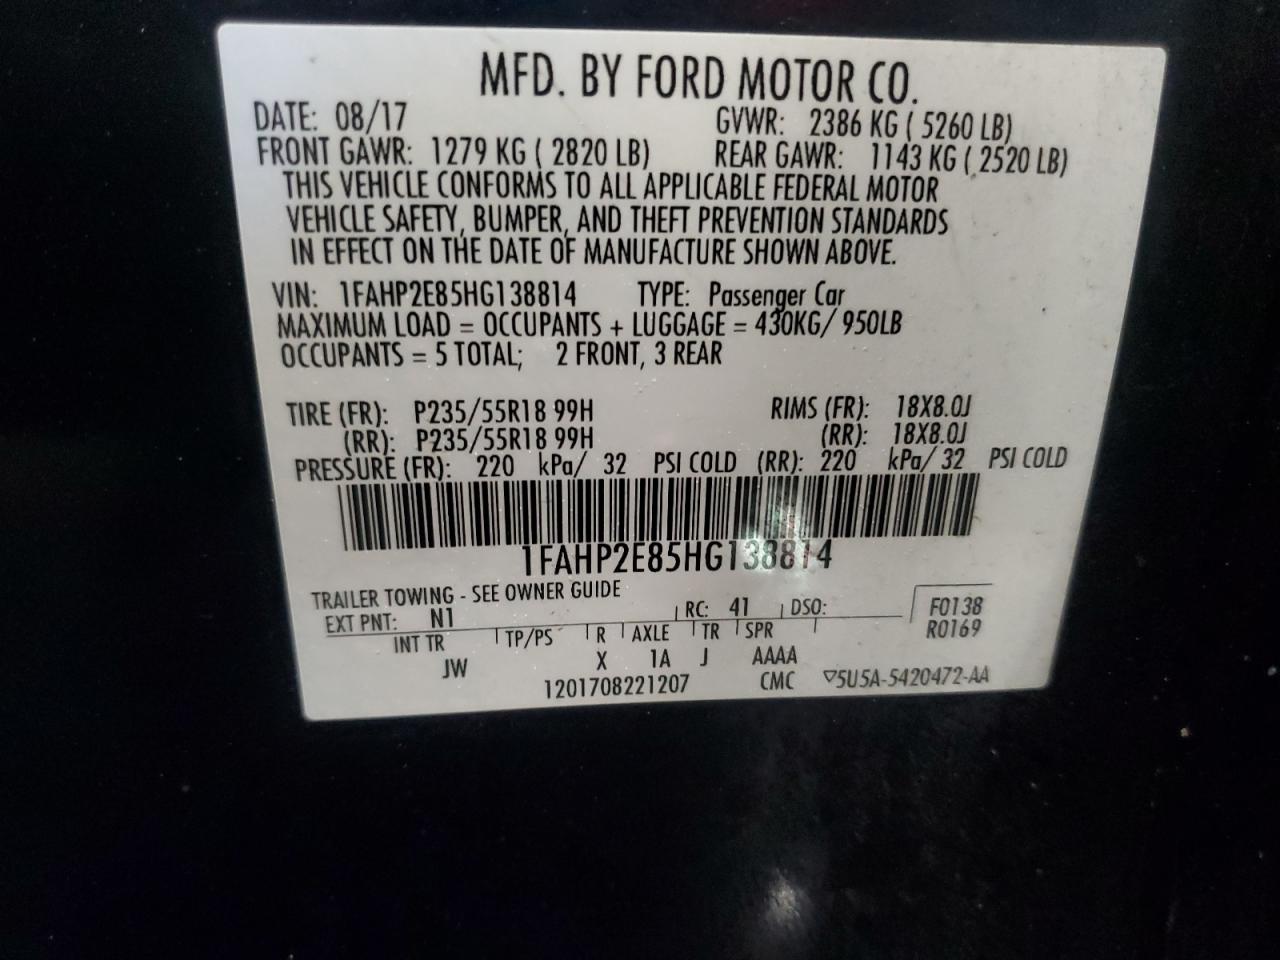 MFD. BY FORD MOTOR CO.
DATE: 08/17 GVWR: 2386 KG ( 5260 LB)
FRONT GAWR: 1279 KG ( 2820 LB) REAR GAWR: 1143 KG ( 2520 LB)
THIS VEHICLE CONFORMS TO ALL APPLICABLE FEDERAL MOTOR
VEHICLE SAFETY, BUMPER, AND THEFT PREVENTION STANDARDS
IN EFFECT ON THE DATE OF MANUFACTURE SHOWN ABOVE.
VIN: 1FAHP2E85HG138814 TYPE: Passenger Car
MAXIMUM LOAD = OCCUPANTS + LUGGAGE = 430KG/ 950LB
OCCUPANTS = 5 TOTAL; 2 FRONT, 3 REAR
TIRE (FR): P235/55R18 99H RIMS (FR): 18X8.0J
(RR): P235/55R18 99H (RR): 18X8.0J
PRESSURE (FR): 220 kPa/ 32 PSI COLD (RR): 220 kPa/ 32 PSI COLD
1FAHP2E85HG138814
TRAILER TOWING - SEE OWNER GUIDE
EXT PNT: N1 RC: 41 DSO: F0138
INT TR TP/PS R AXLE TR SPR R0169
JW X 1A J AAAA
1201708221207 CMC ▽5U5A-5420472-AA